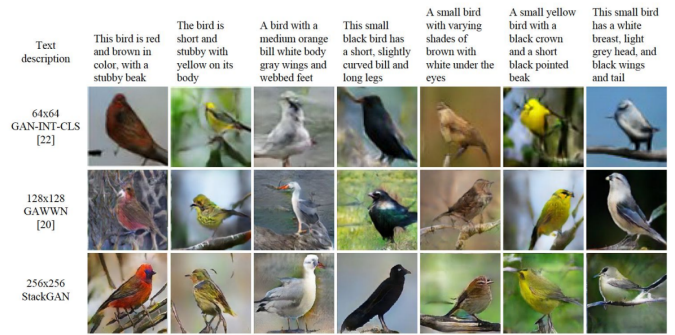 Text
description
This bird is red
and brown in
color, with a
stubby beak
The bird is
short and
stubby with
yellow on its
body
A bird with a
medium orange
bill white body
gray wings and
webbed feet
This small
black bird has
a short, slightly
curved bill and
long legs
A small bird
with varying
shades of
brown with
white under the
eyes
A small yellow
bird with a
black crown
and a short
black pointed
beak
This small bird
has a white
breast, light
grey head, and
black wings
and tail
64x64
GAN-INT-CLS
[22]
128x128
GAWWN
[20]
256x256
StackGAN